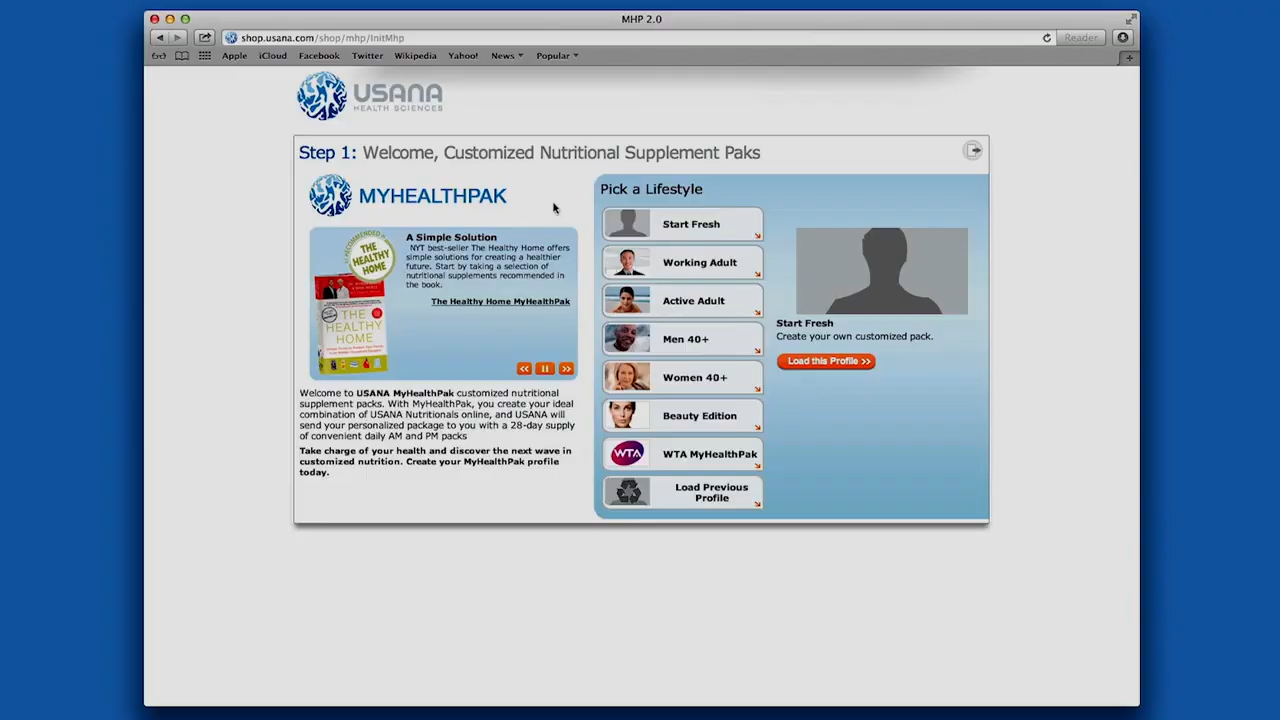 MHP 2.0
shop.usana.com/shop/mhp/InitMhp
Reader
Apple iCloud Facebook Twitter Wikipedia Yahoo! News Popular
USANA
HEALTH SCIENCES
Step 1: Welcome, Customized Nutritional Supplement Paks
MYHEALTHPAK
RECOMMENDED IN
THE
HEALTHY
HOME
THE
HEALTHY
HOME
A Simple Solution
NYT best-seller The Healthy Home offers
simple solutions for creating a healthier
future. Start by taking a selection of
nutritional supplements recommended in
the book.
The Healthy Home MyHealthPak
Welcome to USANA MyHealthPak customized nutritional
supplement packs. With MyHealthPak, you create your ideal
combination of USANA Nutritionals online, and USANA will
send your personalized package to you with a 28-day supply
of convenient daily AM and PM packs
Take charge of your health and discover the next wave in
customized nutrition. Create your MyHealthPak profile
today.
Pick a Lifestyle
Start Fresh
Working Adult
Active Adult
Men 40+
Women 40+
Beauty Edition
WTA
WTA MyHealthPak
Load Previous
Profile
Start Fresh
Create your own customized pack.
Load this Profile >>